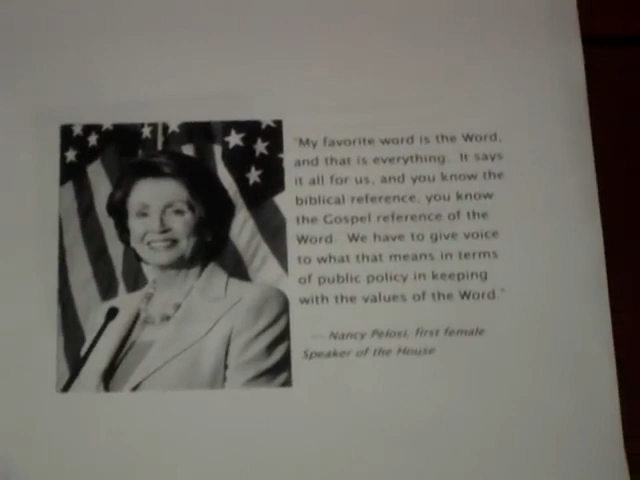 "My favorite word is the Word,
and that is everything. It says
it all for us, and you know the
biblical reference, you know
the Gospel reference of the
Word. We have to give voice
to what that means in terms
of public policy in keeping
with the values of the Word."
— Nancy Pelosi, first female
Speaker of the House